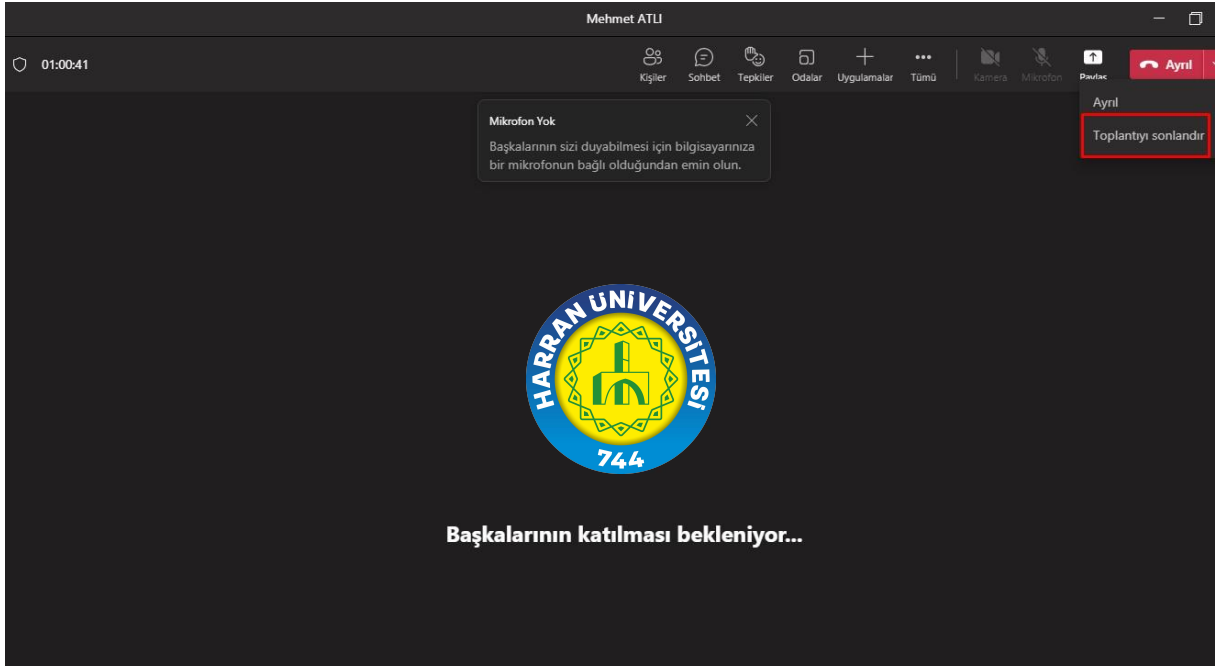 Mehmet ATLI
01:00:41
Kişiler
Sohbet
Tepkiler
Odalar
Uygulamalar
Tümü
Kamera
Mikrofon
Paylaş
Ayrıl
Ayrıl
Toplantıyı sonlandır
Mikrofon Yok
Başkalarının sizi duyabilmesi için bilgisayarınıza
bir mikrofonun bağlı olduğundan emin olun.
HARRAN ÜNİVERSİTESİ
744
Başkalarının katılması bekleniyor...